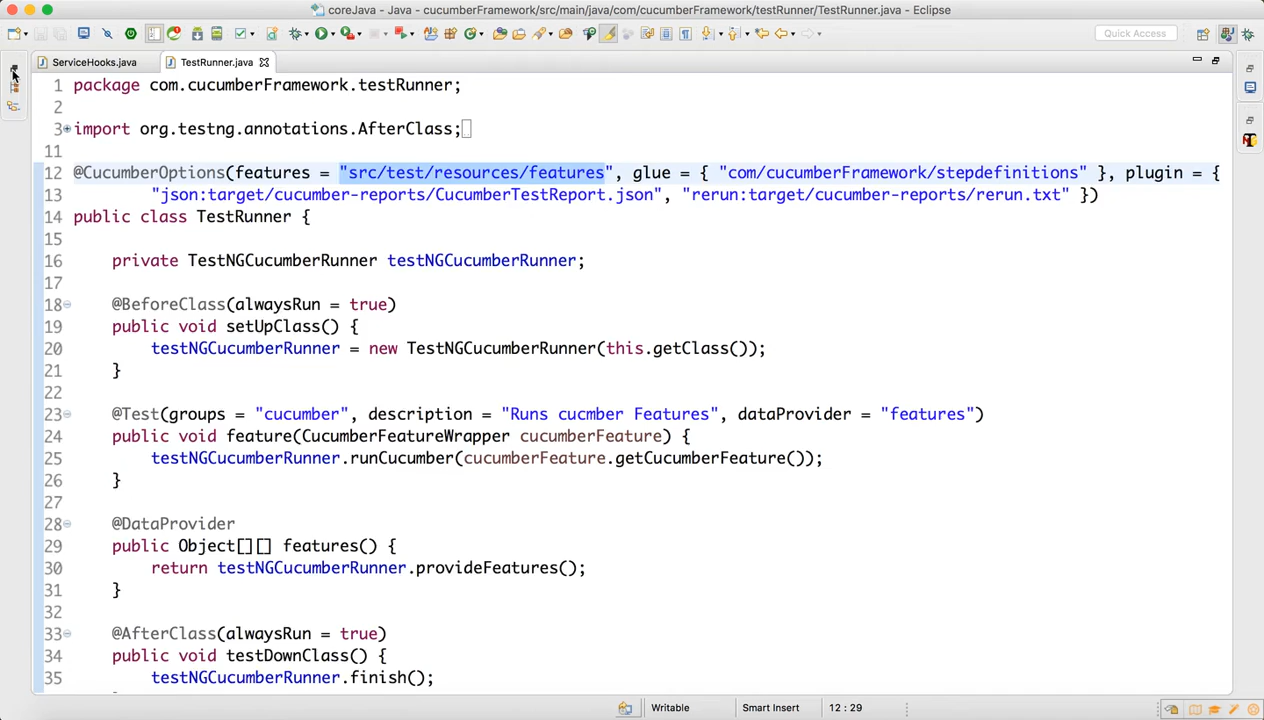 coreJava - Java - cucumberFramework/src/main/java/com/cucumberFramework/testRunner/TestRunner.java - Eclipse
Quick Access
ServiceHooks.java
TestRunner.java
1 package com.cucumberFramework.testRunner;
2
3 import org.testng.annotations.AfterClass;
11
12 @CucumberOptions(features = "src/test/resources/features", glue = { "com/cucumberFramework/stepdefinitions" }, plugin = {
13 "json:target/cucumber-reports/CucumberTestReport.json", "rerun:target/cucumber-reports/rerun.txt" })
14 public class TestRunner {
15
16 private TestNGCucumberRunner testNGCucumberRunner;
17
18 @BeforeClass(alwaysRun = true)
19 public void setUpClass() {
20 testNGCucumberRunner = new TestNGCucumberRunner(this.getClass());
21 }
22
23 @Test(groups = "cucumber", description = "Runs cucmber Features", dataProvider = "features")
24 public void feature(CucumberFeatureWrapper cucumberFeature) {
25 testNGCucumberRunner.runCucumber(cucumberFeature.getCucumberFeature());
26 }
27
28 @DataProvider
29 public Object[][] features() {
30 return testNGCucumberRunner.provideFeatures();
31 }
32
33 @AfterClass(alwaysRun = true)
34 public void testDownClass() {
35 testNGCucumberRunner.finish();
Writable
Smart Insert
12 : 29